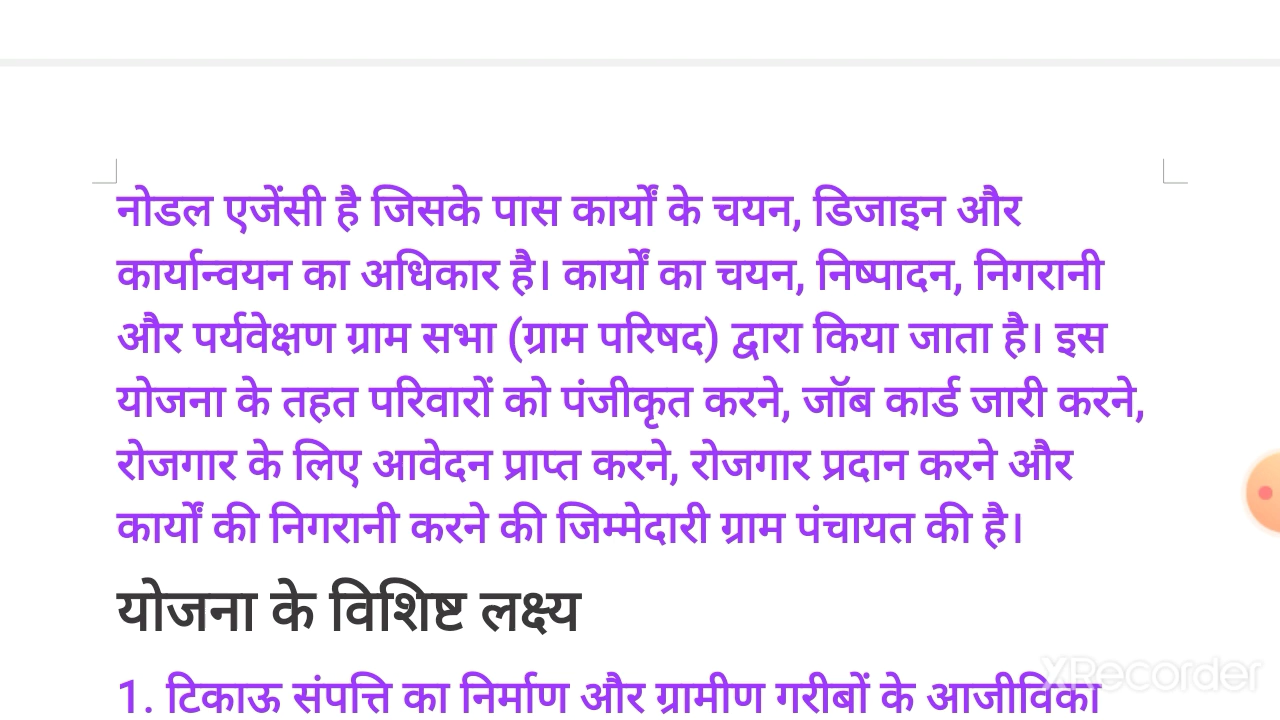 नोडल एजेंसी है जिसके पास कार्यों के चयन, डिजाइन और
कार्यान्वयन का अधिकार है। कार्यों का चयन, निष्पादन, निगरानी
और पर्यवेक्षण ग्राम सभा (ग्राम परिषद) द्वारा किया जाता है। इस
योजना के तहत परिवारों को पंजीकृत करने, जॉब कार्ड जारी करने,
रोजगार के लिए आवेदन प्राप्त करने, रोजगार प्रदान करने और
कार्यों की निगरानी करने की जिम्मेदारी ग्राम पंचायत की है।
योजना के विशिष्ट लक्ष्य
1. टिकाऊ संपत्ति का निर्माण और ग्रामीण गरीबों के आजीविका
XRecorder